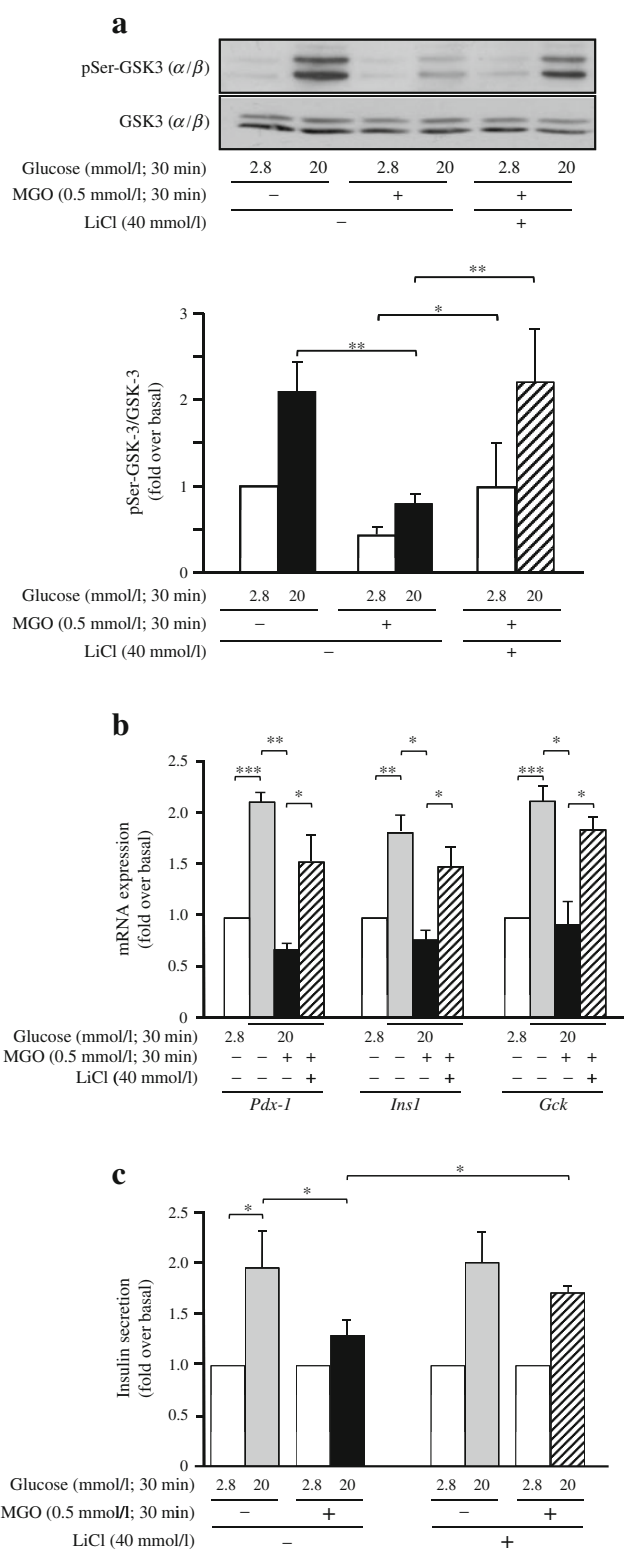 a
pSer-GSK3 (α/β)
GSK3 (α/β)
Glucose (mmol/l; 30 min) 2.8 20 2.8 20 2.8 20
MGO (0.5 mmol/l; 30 min) – + +
LiCl (40 mmol/l) – +
**
*
**
3
2
1
0
pSer-GSK-3/GSK-3
(fold over basal)
Glucose (mmol/l; 30 min) 2.8 20 2.8 20 2.8 20
MGO (0.5 mmol/l; 30 min) – + +
LiCl (40 mmol/l) – +
b
** * *
*** * ** * *** *
2.5
2.0
1.5
1.0
0.5
0
mRNA expression
(fold over basal)
Glucose (mmol/l; 30 min) 2.8 20 2.8 20 2.8 20
MGO (0.5 mmol/l; 30 min) – – + + – – + + – – + +
LiCl (40 mmol/l) – – – + – – – + – – – +
Pdx-1 Ins1 Gck
c
*
*
*
2.5
2.0
1.5
1.0
0.5
0
Insulin secretion
(fold over basal)
Glucose (mmol/l; 30 min) 2.8 20 2.8 20 2.8 20 2.8 20
MGO (0.5 mmol/l; 30 min) – + – +
LiCl (40 mmol/l) – +